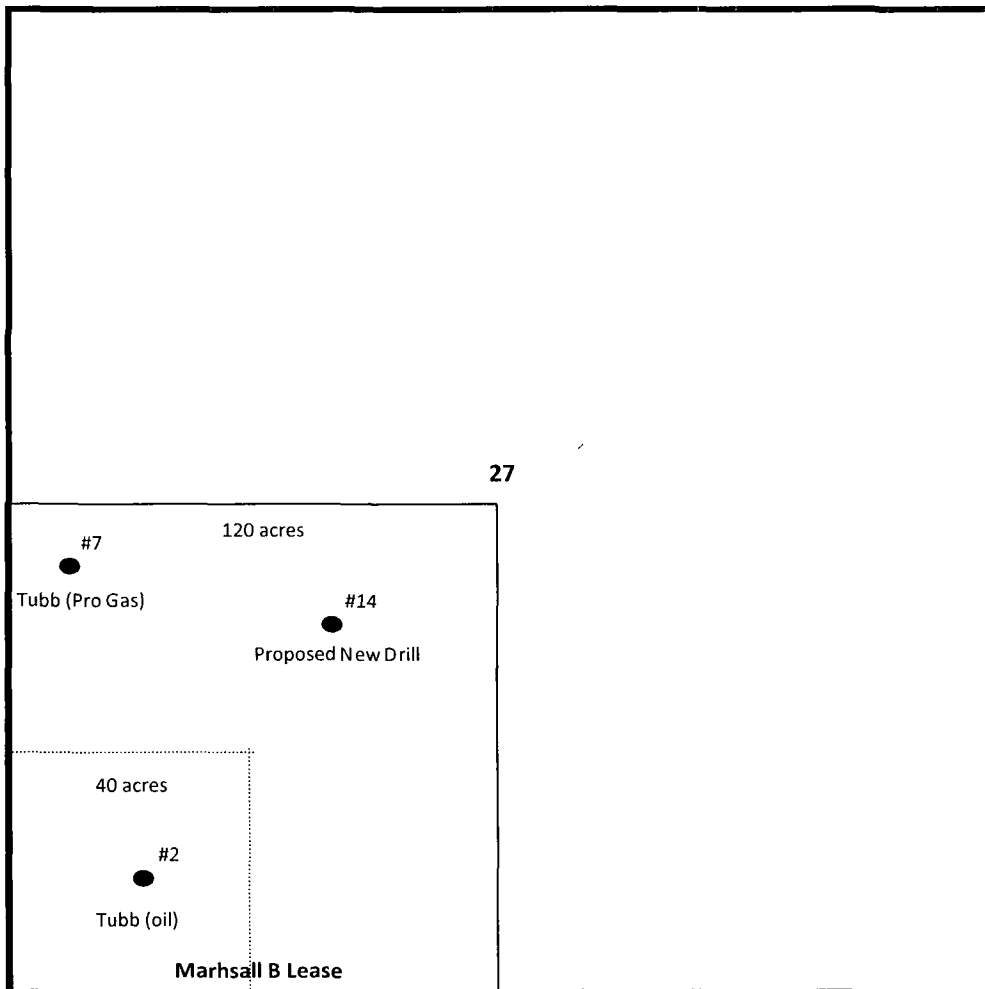 27
120 acres
#7
Tubb (Pro Gas)
#14
Proposed New Drill
40 acres
#2
Tubb (oil)
Marhsall B Lease